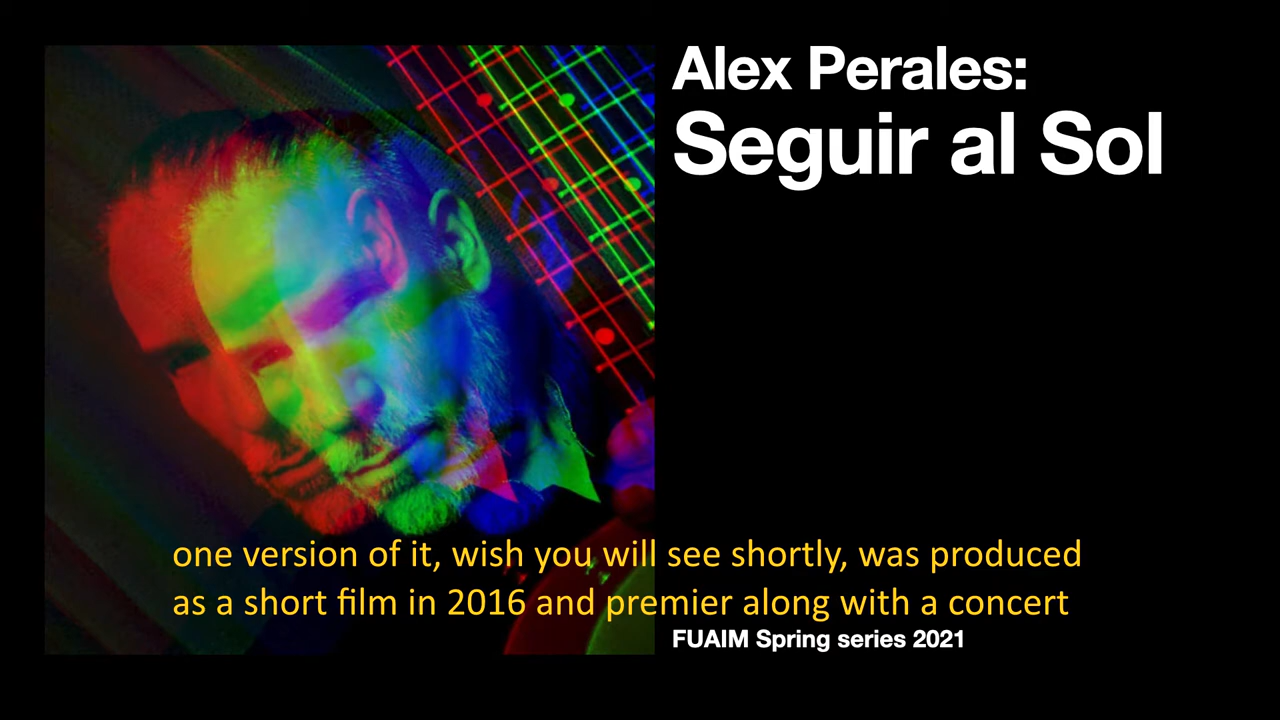 Alex Perales:
Seguir al Sol
one version of it, wish you will see shortly, was produced
as a short film in 2016 and premier along with a concert
FUAIM Spring series 2021